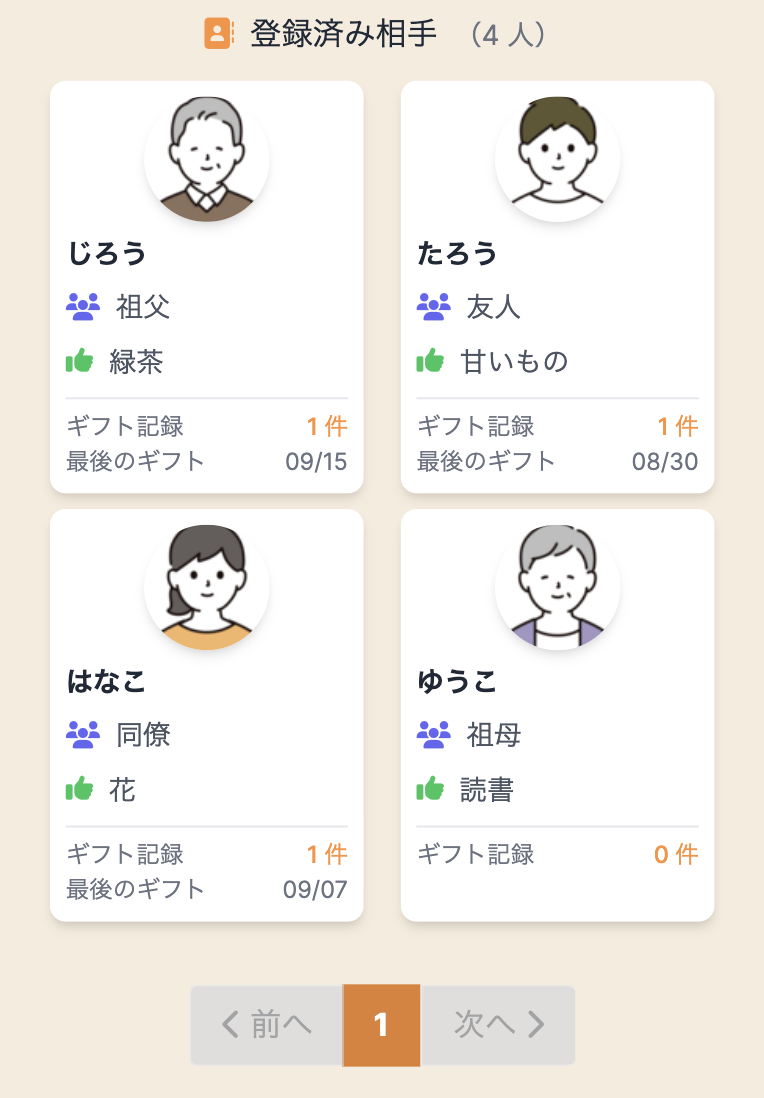 登録済み相手 （4 人）
じろう
祖父
緑茶
ギフト記録 1 件
最後のギフト 09/15
たろう
友人
甘いもの
ギフト記録 1 件
最後のギフト 08/30
はなこ
同僚
花
ギフト記録 1 件
最後のギフト 09/07
ゆうこ
祖母
読書
ギフト記録 0 件
前へ 1 次へ